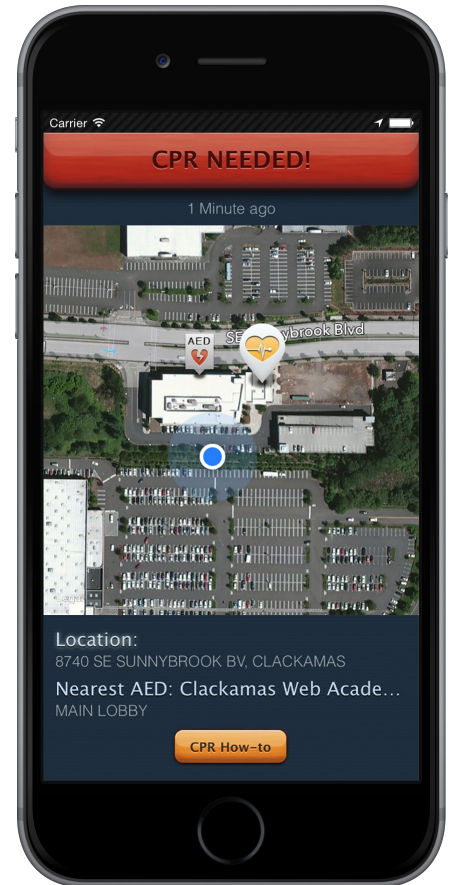 Carrier
CPR NEEDED!
1 Minute ago
SE Sunnybrook Blvd
AED
Location:
8740 SE SUNNYBROOK BV, CLACKAMAS
Nearest AED: Clackamas Web Acade...
MAIN LOBBY
CPR How-to